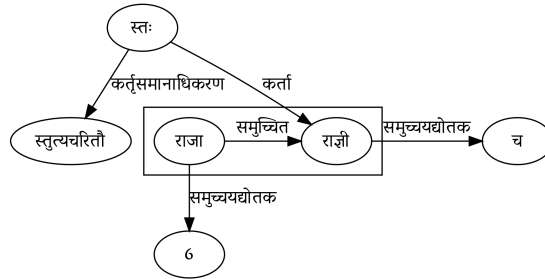 स्तः
कर्तृसमानाधिकरण
कर्ता
स्तुत्यचरितौ
राजा
समुच्चित
राज्ञी
समुच्चयद्योतक
च
समुच्चयद्योतक
6